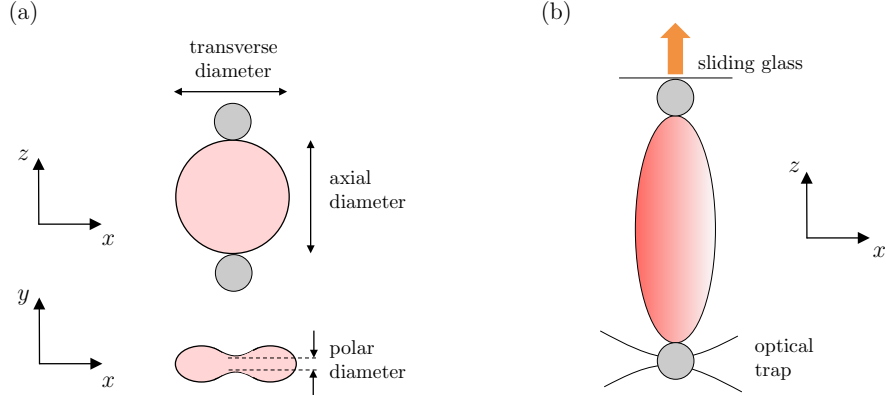 (a)
transverse
diameter
z
x
axial
diameter
y
x
polar
diameter
(b)
sliding glass
z
x
optical
trap